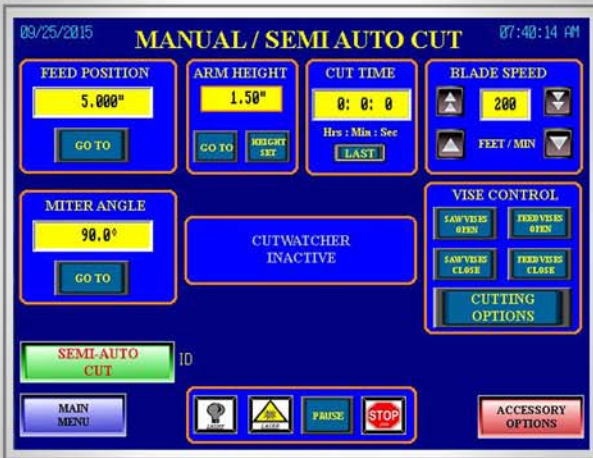 09/25/2015
MANUAL / SEMI AUTO CUT
07:40:14 AM
FEED POSITION
5.000"
GO TO
ARM HEIGHT
1.50"
GO TO
HEIGHT
SET
CUT TIME
0: 0: 0
Hrs : Min : Sec
LAST
BLADE SPEED
200
FEET / MIN
MITER ANGLE
90.0°
GO TO
CUTWATCHER
INACTIVE
VISE CONTROL
SAW VISES
OPEN
FEED VISES
OPEN
SAW VISES
CLOSE
FEED VISES
CLOSE
CUTTING
OPTIONS
SEMI-AUTO
CUT
ID
MAIN
MENU
LASER
LASER
PAUSE
STOP
ACCESSORY
OPTIONS